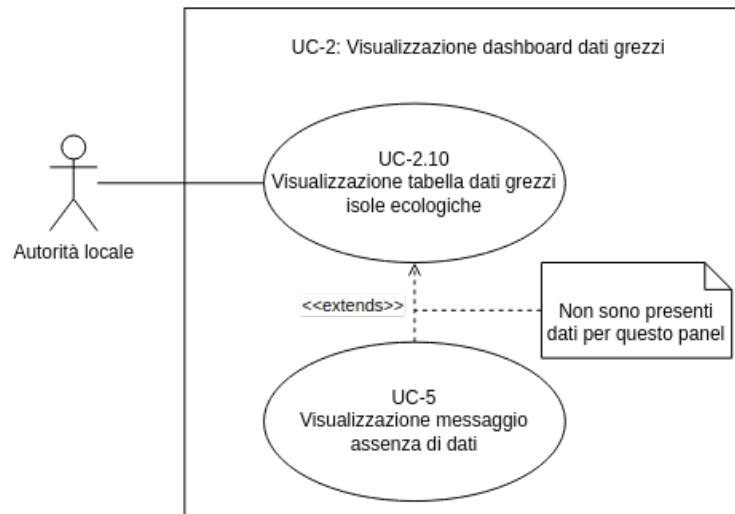 UC-2: Visualizzazione dashboard dati grezzi
UC-2.10
Visualizzazione tabella dati grezzi
isole ecologiche
Autorità locale
<<extends>>
Non sono presenti
dati per questo panel
UC-5
Visualizzazione messaggio
assenza di dati